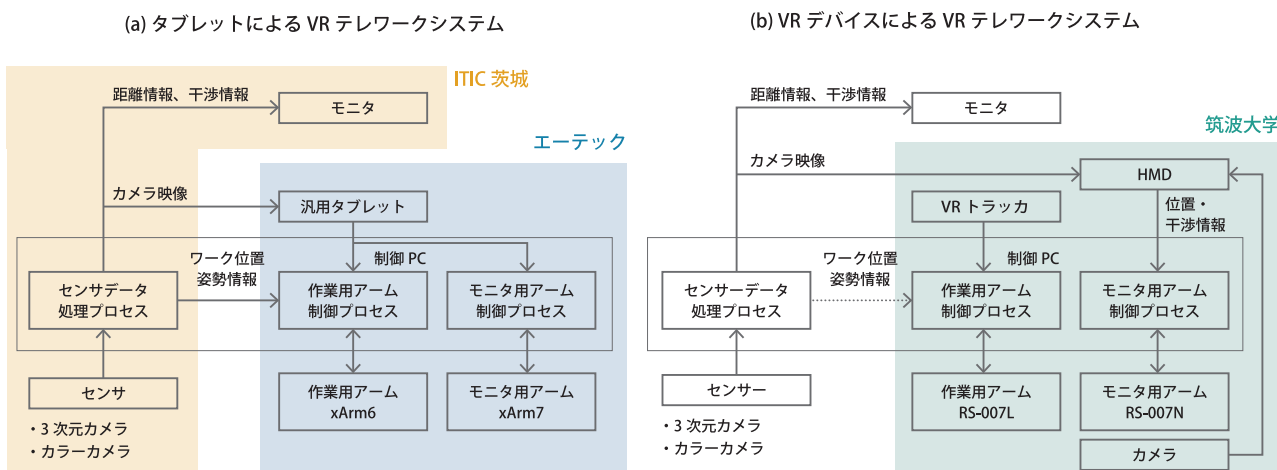 (a) タブレットによる VR テレワークシステム
ITIC 茨城
距離情報、干渉情報
モニタ
エーテック
カメラ映像
汎用タブレット
ワーク位置
姿勢情報
制御 PC
センサデータ
処理プロセス
作業用アーム
制御プロセス
モニタ用アーム
制御プロセス
センサ
作業用アーム
xArm6
モニタ用アーム
xArm7
・3 次元カメラ
・カラーカメラ
(b) VR デバイスによる VR テレワークシステム
距離情報、干渉情報
モニタ
筑波大学
カメラ映像
HMD
VR トラッカ
位置・
干渉情報
ワーク位置
姿勢情報
制御 PC
センサーデータ
処理プロセス
作業用アーム
制御プロセス
モニタ用アーム
制御プロセス
センサー
作業用アーム
RS-007L
モニタ用アーム
RS-007N
・3 次元カメラ
・カラーカメラ
カメラ